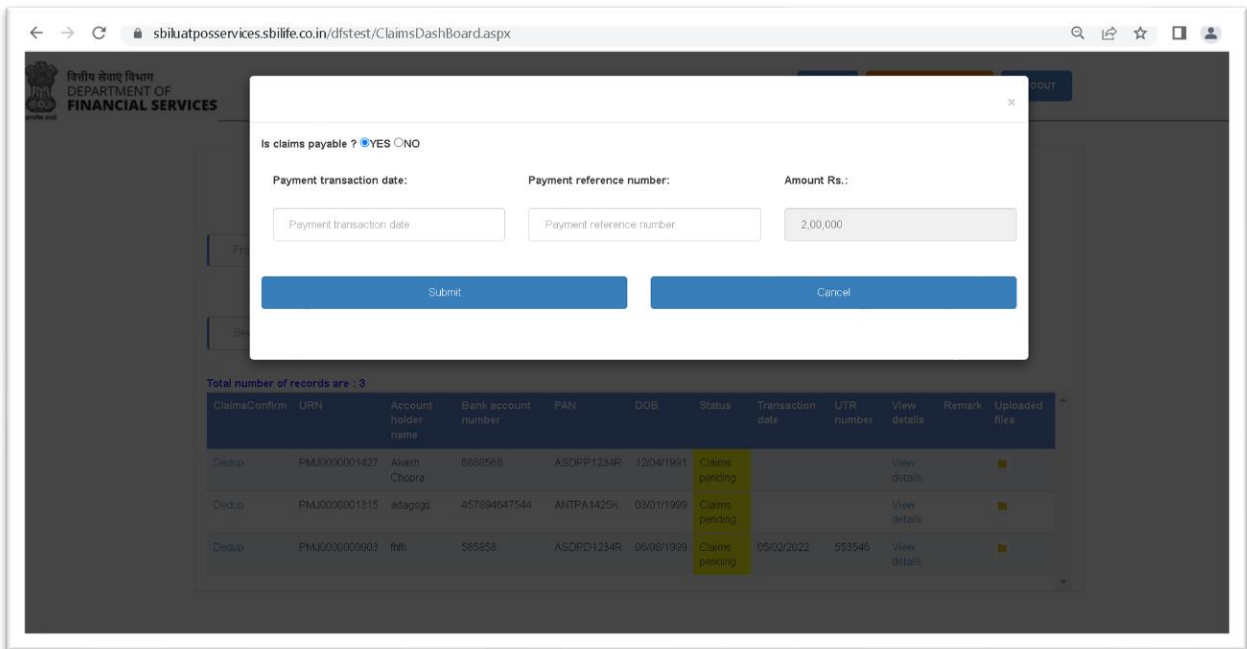 sbiluatposservices.sbilife.co.in/dfstest/ClaimsDashBoard.aspx
वित्तीय सेवाएं विभाग
DEPARTMENT OF
FINANCIAL SERVICES
×
Is claims payable ? YES NO
Payment transaction date: Payment reference number: Amount Rs.:
Payment transaction date Payment reference number 2,00,000
Submit Cancel
Total number of records are : 3
ClaimsConfirm URN Account holder name Bank account number PAN DOB Status Transaction date UTR number View details Remark Uploaded files
Dedup PMJ0000001427 Akash Chopra 6868568 ASDPP1234R 12/04/1991 Claims pending View details
Dedup PMJ0000001315 adagsgs 457894647544 ANTPA1425K 03/01/1999 Claims pending View details
Dedup PMJ0000000903 fhfh 585858 ASDPD1234R 06/08/1999 Claims pending 05/02/2022 553546 View details